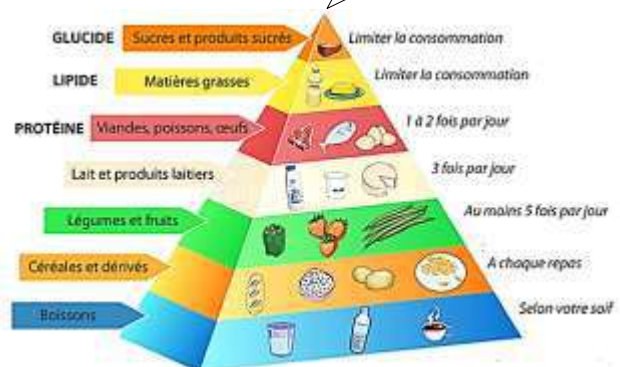 GLUCIDE Sucres et produits sucrés Limiter la consommation
LIPIDE Matières grasses Limiter la consommation
PROTÉINE Viandes, poissons, œufs 1 à 2 fois par jour
Lait et produits laitiers 3 fois par jour
Légumes et fruits Au moins 5 fois par jour
Céréales et dérivés A chaque repas
Boissons Selon votre soif